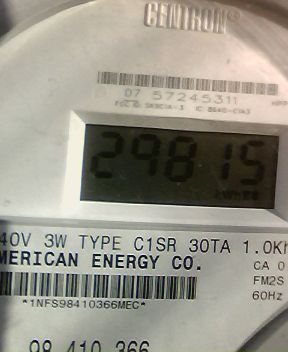 CENTRON®
07 57245311
29815
40V 3W TYPE C1SR 30TA 1.0Kh
MERICAN ENERGY CO.
CA 0
FM2S
60Hz
*1NFS98410366MEC*
98 410 366